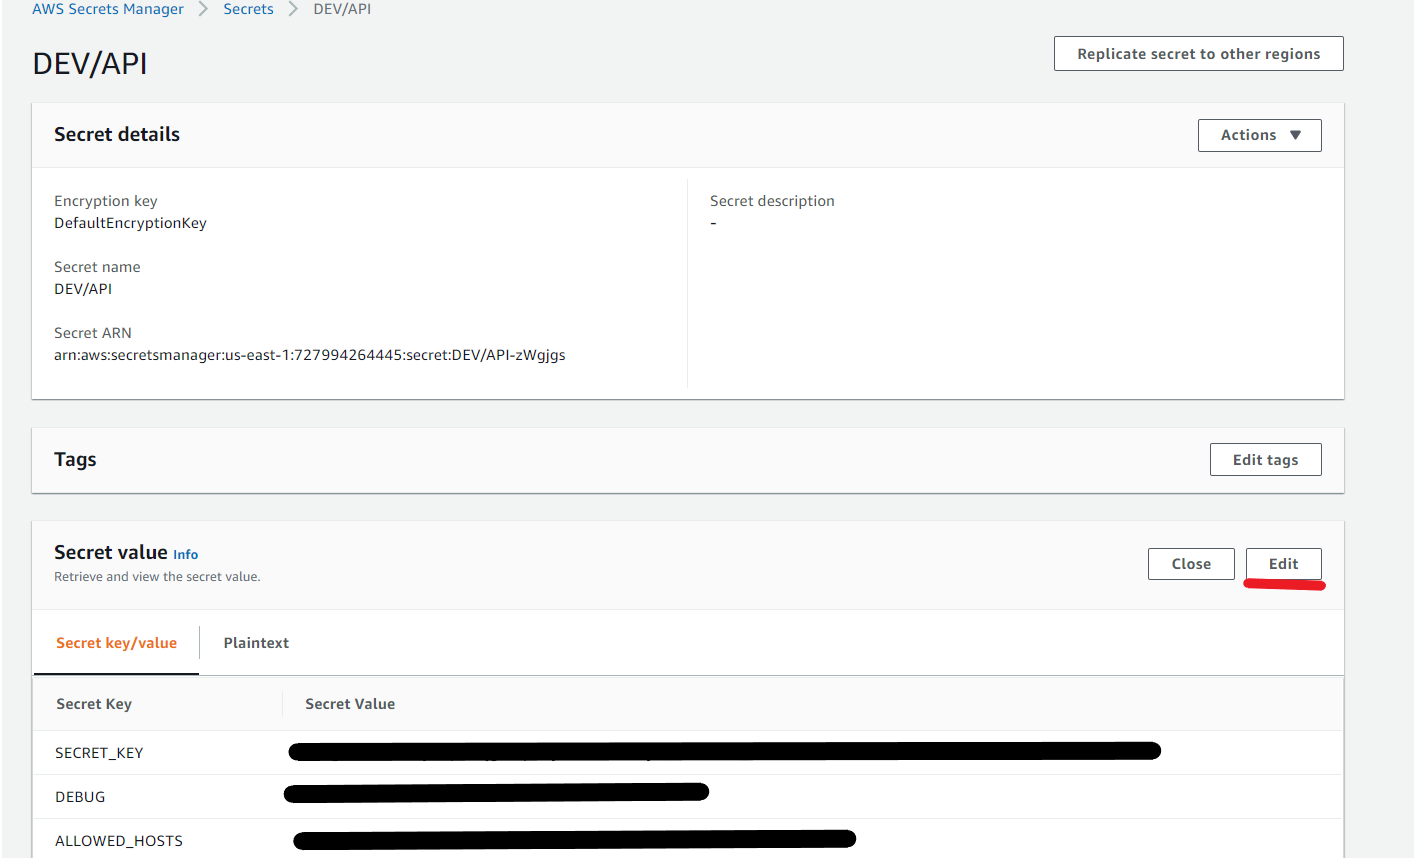 AWS Secrets Manager > Secrets > DEV/API
DEV/API
Replicate secret to other regions
Secret details
Actions ▼
Encryption key
DefaultEncryptionKey
Secret description
-
Secret name
DEV/API
Secret ARN
arn:aws:secretsmanager:us-east-1:727994264445:secret:DEV/API-zWgjgs
Tags
Edit tags
Secret value Info
Retrieve and view the secret value.
Close
Edit
Secret key/value
Plaintext
Secret Key
Secret Value
SECRET_KEY
DEBUG
ALLOWED_HOSTS